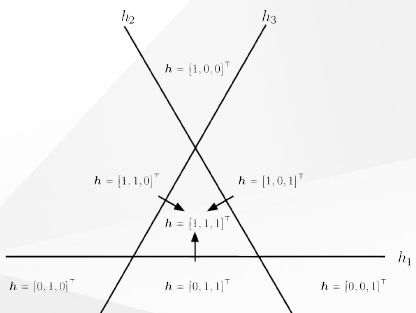 h₂ h₃
h = [1, 0, 0]ᵀ
h = [1, 1, 0]ᵀ h = [1, 0, 1]ᵀ
h = [1, 1, 1]ᵀ
h₁
h = [0, 1, 0]ᵀ h = [0, 1, 1]ᵀ h = [0, 0, 1]ᵀ